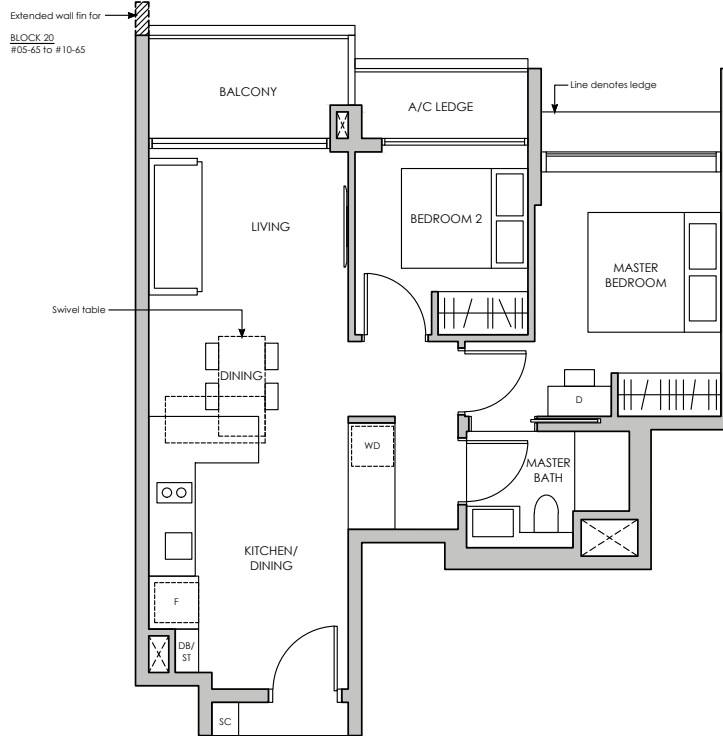 Extended wall fin for
BLOCK 20
#05-65 to #10-65
BALCONY
A/C LEDGE
Line denotes ledge
LIVING
BEDROOM 2
MASTER
BEDROOM
Swivel table
DINING
D
WD
MASTER
BATH
KITCHEN/
DINING
F
DB/
ST
SC